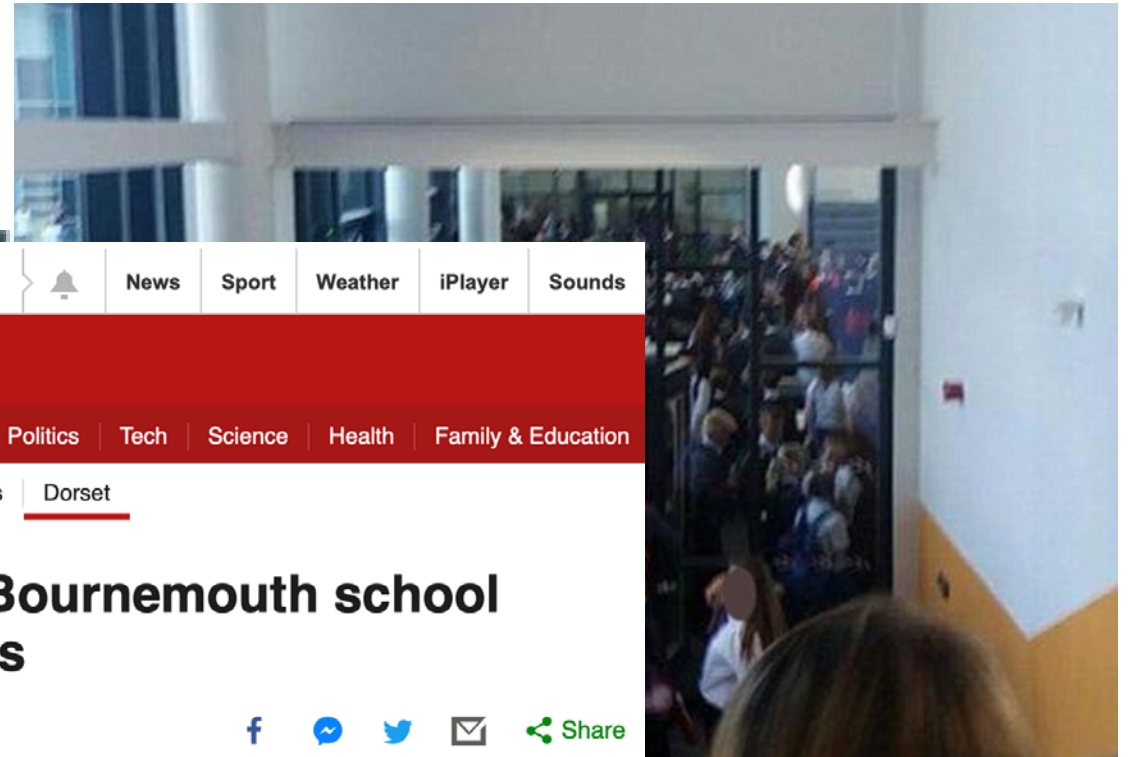 News Sport Weather iPlayer Sounds
Politics Tech Science Health Family & Education
s Dorset
Bournemouth school
s
Share